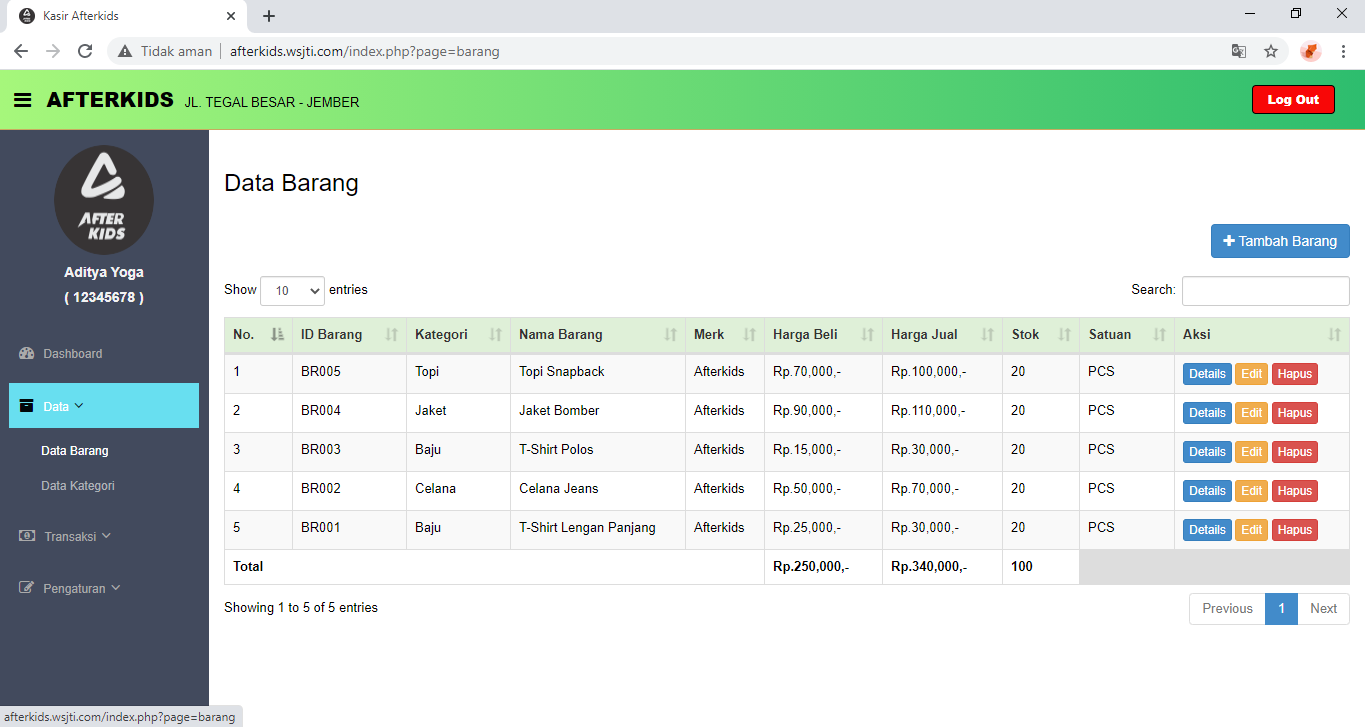 Kasir Afterkids
Tidak aman afterkids.wsjti.com/index.php?page=barang
AFTERKIDS JL. TEGAL BESAR - JEMBER Log Out
AFTER
KIDS
Aditya Yoga
( 12345678 )
Dashboard
Data
Data Barang
Data Kategori
Transaksi
Pengaturan
Data Barang
Tambah Barang
Show 10 entries Search:
No. ID Barang Kategori Nama Barang Merk Harga Beli Harga Jual Stok Satuan Aksi
1 BR005 Topi Topi Snapback Afterkids Rp.70,000,- Rp.100,000,- 20 PCS Details Edit Hapus
2 BR004 Jaket Jaket Bomber Afterkids Rp.90,000,- Rp.110,000,- 20 PCS Details Edit Hapus
3 BR003 Baju T-Shirt Polos Afterkids Rp.15,000,- Rp.30,000,- 20 PCS Details Edit Hapus
4 BR002 Celana Celana Jeans Afterkids Rp.50,000,- Rp.70,000,- 20 PCS Details Edit Hapus
5 BR001 Baju T-Shirt Lengan Panjang Afterkids Rp.25,000,- Rp.30,000,- 20 PCS Details Edit Hapus
Total Rp.250,000,- Rp.340,000,- 100
Showing 1 to 5 of 5 entries Previous 1 Next
afterkids.wsjti.com/index.php?page=barang